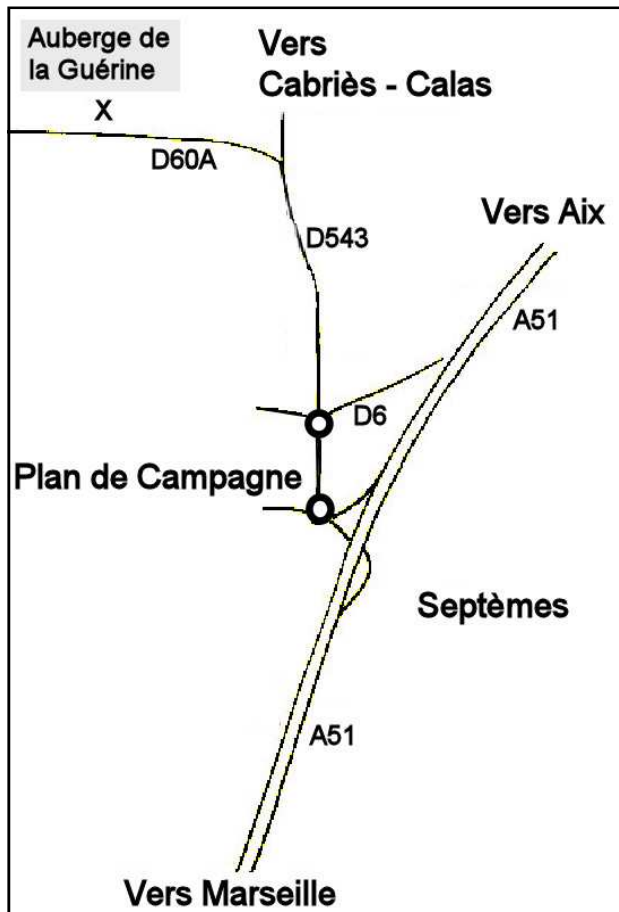 Auberge de
la Guérine
X
Vers
Cabriès - Calas
D60A
D543
Vers Aix
A51
D6
Plan de Campagne
Septèmes
A51
Vers Marseille